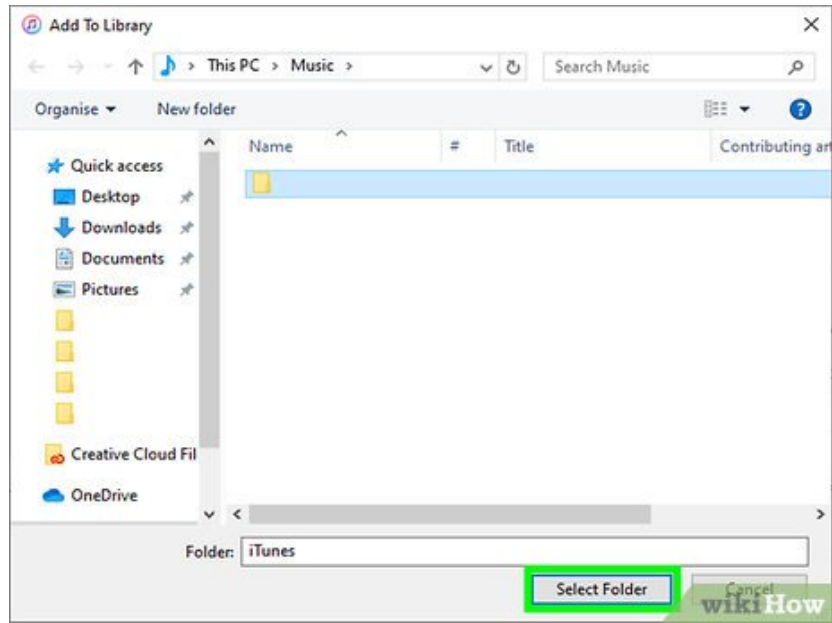 Add To Library
This PC > Music >
Search Music
Organise
New folder
Name
#
Title
Contributing art
Quick access
Desktop
Downloads
Documents
Pictures
Creative Cloud Fil
OneDrive
Folder: iTunes
Select Folder
Cancel
wikiHow